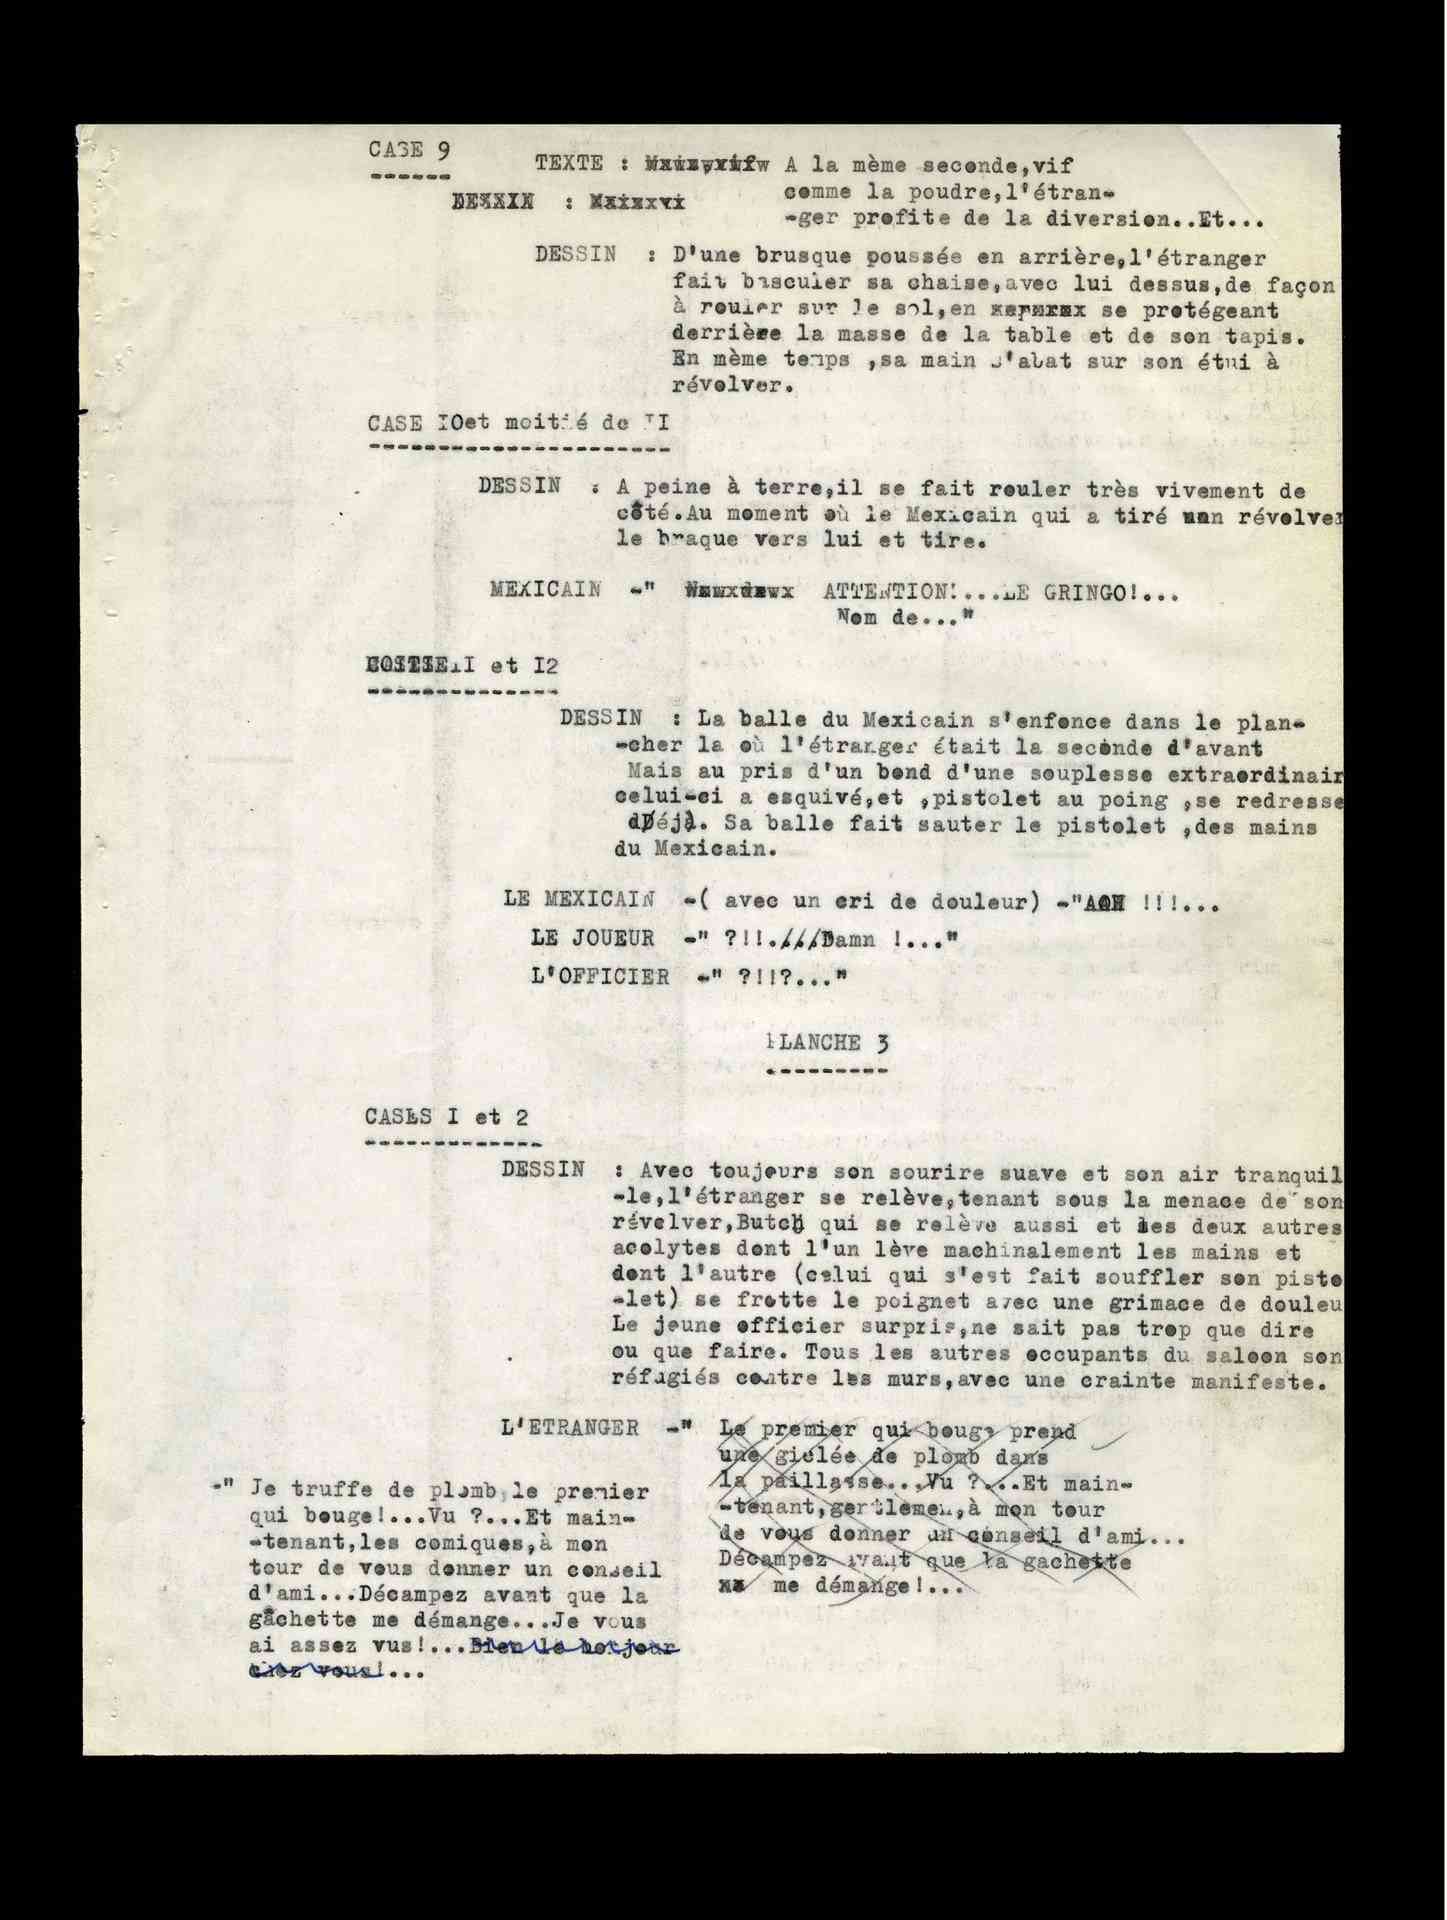 CASE 9
TEXTE : A la mème seconde,vif
comme la poudre,l'étran-
-ger profite de la diversion..Et...
DESSIN :
DESSIN : D'une brusque poussée en arrière,l'étranger
fait basculer sa chaise,avec lui dessus,de façon
à rouler sur le sol,en se protégeant
derrière la masse de la table et de son tapis.
En mème temps ,sa main s'abat sur son étui à
révolver.
CASE IOet moitié de II
DESSIN : A peine à terre,il se fait rouler très vivement de
côté.Au moment où le Mexicain qui a tiré un révolver
le braque vers lui et tire.
MEXICAIN -" ATTENTION!...LE GRINGO!...
Nom de..."
MOITIE II et I2
DESSIN : La balle du Mexicain s'enfonce dans le plan-
-cher la où l'étranger était la seconde d'avant
Mais au pris d'un bond d'une souplesse extraordinair
celui-ci a esquivé,et ,pistolet au poing ,se redresse
déjà. Sa balle fait sauter le pistolet ,des mains
du Mexicain.
LE MEXICAIN -( avec un cri de douleur) -"AOH !!!...
LE JOUEUR -" ?!!.///Damn !..."
L'OFFICIER -" ?!!?..."
PLANCHE 3
CASES I et 2
DESSIN : Avec toujours son sourire suave et son air tranquil
-le,l'étranger se relève,tenant sous la menace de son
révolver,Butch qui se relève aussi et les deux autres
acolytes dont l'un lève machinalement les mains et
dont l'autre (celui qui s'est fait souffler son pisto
-let) se frotte le poignet avec une grimace de douleu
Le jeune officier surpris,ne sait pas trop que dire
ou que faire. Tous les autres occupants du saloon son
réfugiés contre les murs,avec une crainte manifeste.
L'ETRANGER -" Le premier qui bouge prend
une giclée de plomb dans
la paillasse...Vu ?...Et main-
-tenant,gentlemen,à mon tour
de vous donner un conseil d'ami...
Décampez avant que la gachette
me démange!...
-" Je truffe de plomb,le premier
qui bouge!...Vu ?...Et main-
-tenant,les comiques,à mon
tour de vous donner un conseil
d'ami...Décampez avant que la
gâchette me démange...Je vous
ai assez vus!...Bien le bonjour
chez vous!...